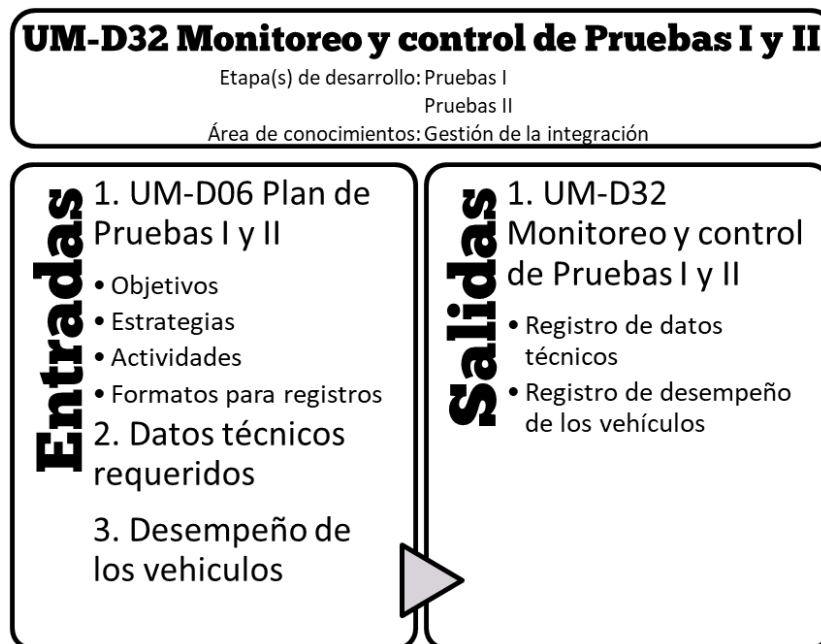 UM-D32 Monitoreo y control de Pruebas I y II
Etapa(s) de desarrollo: Pruebas I
Pruebas II
Área de conocimientos: Gestión de la integración
Entradas
1. UM-D06 Plan de
Pruebas I y II
• Objetivos
• Estrategias
• Actividades
• Formatos para registros
2. Datos técnicos
requeridos
3. Desempeño de
los vehiculos
Salidas
1. UM-D32
Monitoreo y control
de Pruebas I y II
• Registro de datos
técnicos
• Registro de desempeño
de los vehículos